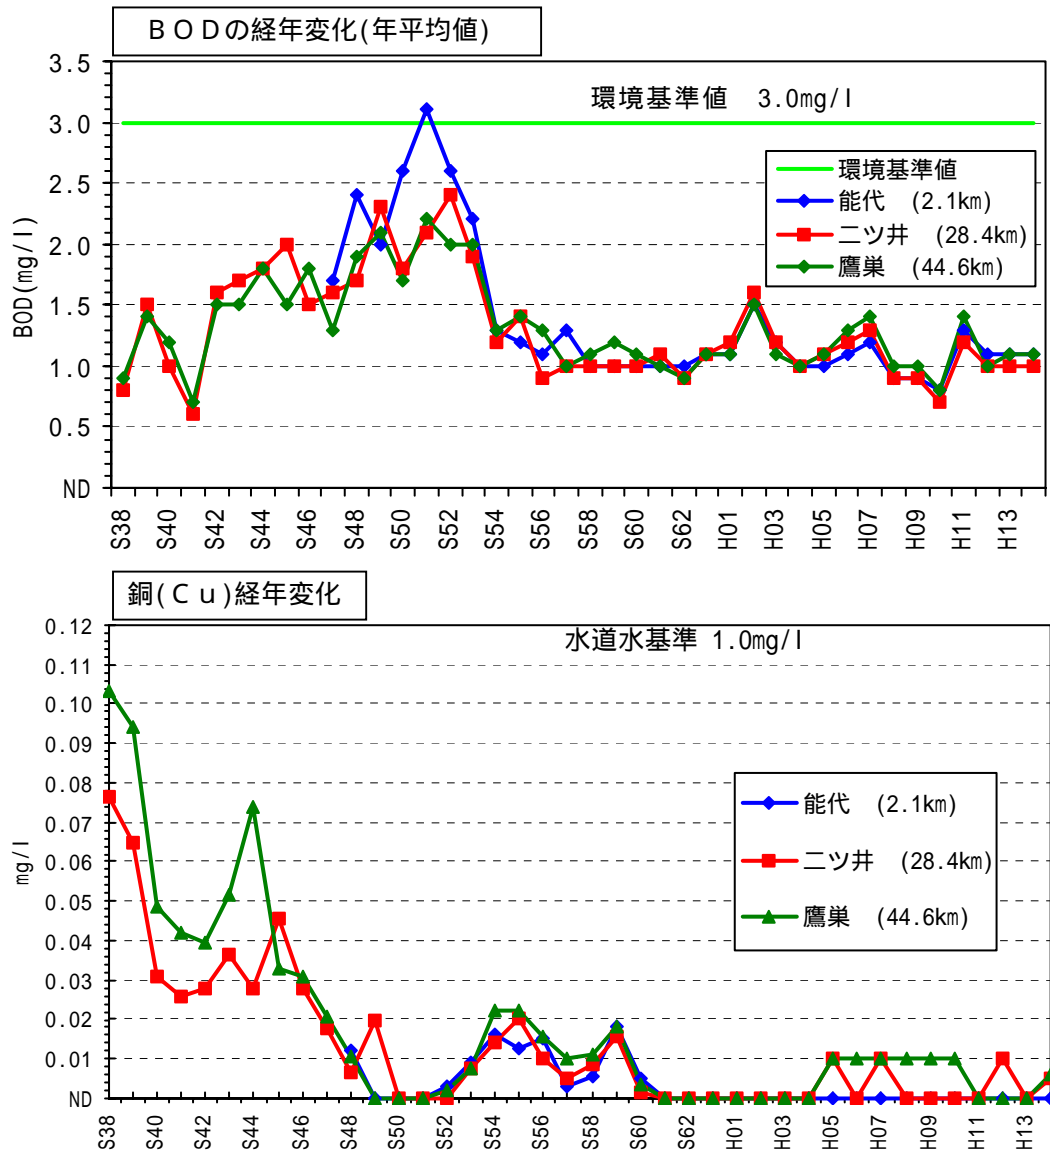 ＢＯＤの経年変化(年平均値)
3.5
3.0
2.5
2.0
1.5
1.0
0.5
ND
BOD(mg/l)
環境基準値 3.0mg/l
環境基準値
能代 (2.1km)
二ツ井 (28.4km)
鷹巣 (44.6km)
S38 S40 S42 S44 S46 S48 S50 S52 S54 S56 S58 S60 S62 H01 H03 H05 H07 H09 H11 H13
銅(Ｃｕ)経年変化
0.12
0.11
0.10
0.09
0.08
0.07
0.06
0.05
0.04
0.03
0.02
0.01
ND
mg/l
水道水基準 1.0mg/l
能代 (2.1km)
二ツ井 (28.4km)
鷹巣 (44.6km)
S38 S40 S42 S44 S46 S48 S50 S52 S54 S56 S58 S60 S62 H01 H03 H05 H07 H09 H11 H13